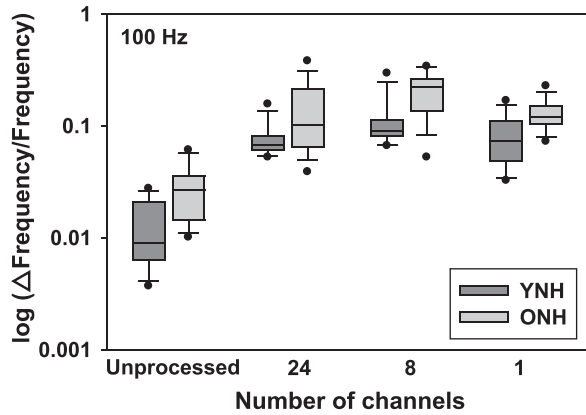 log (△Frequency/Frequency)
1
100 Hz
0.1
0.01
0.001
YNH
ONH
Unprocessed 24 8 1
Number of channels